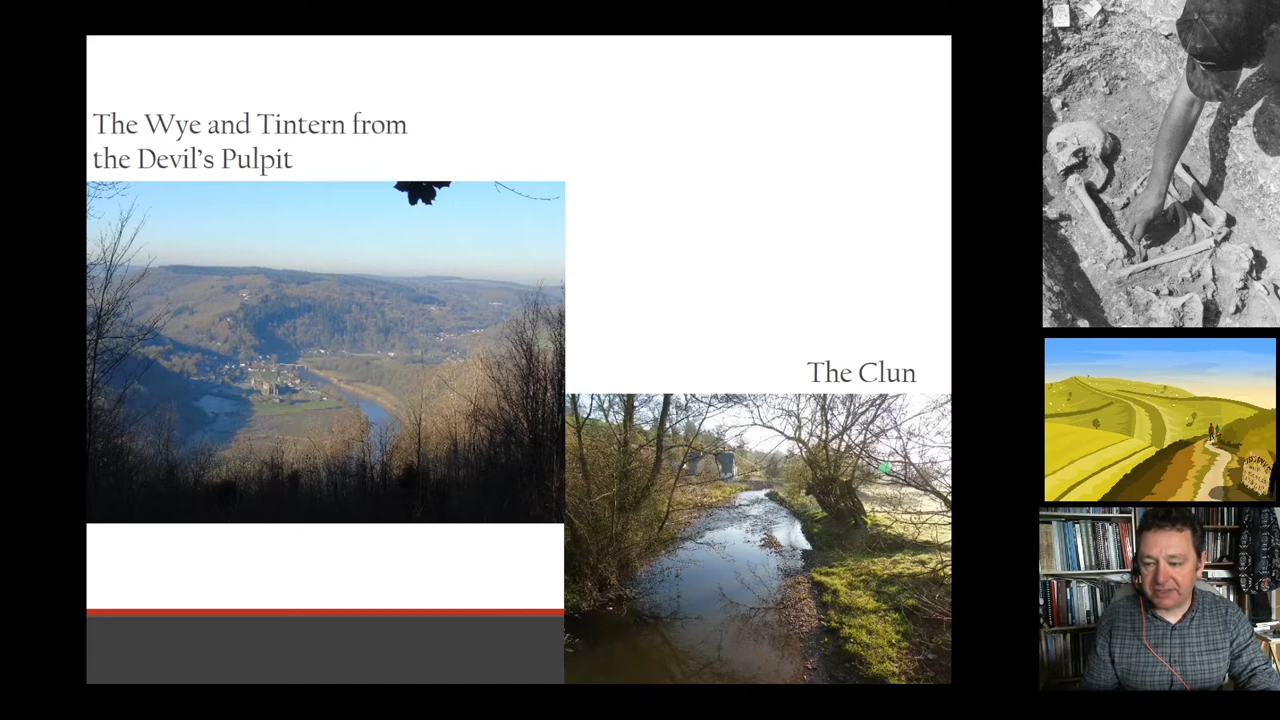 The Wye and Tintern from
the Devil's Pulpit
The Clun